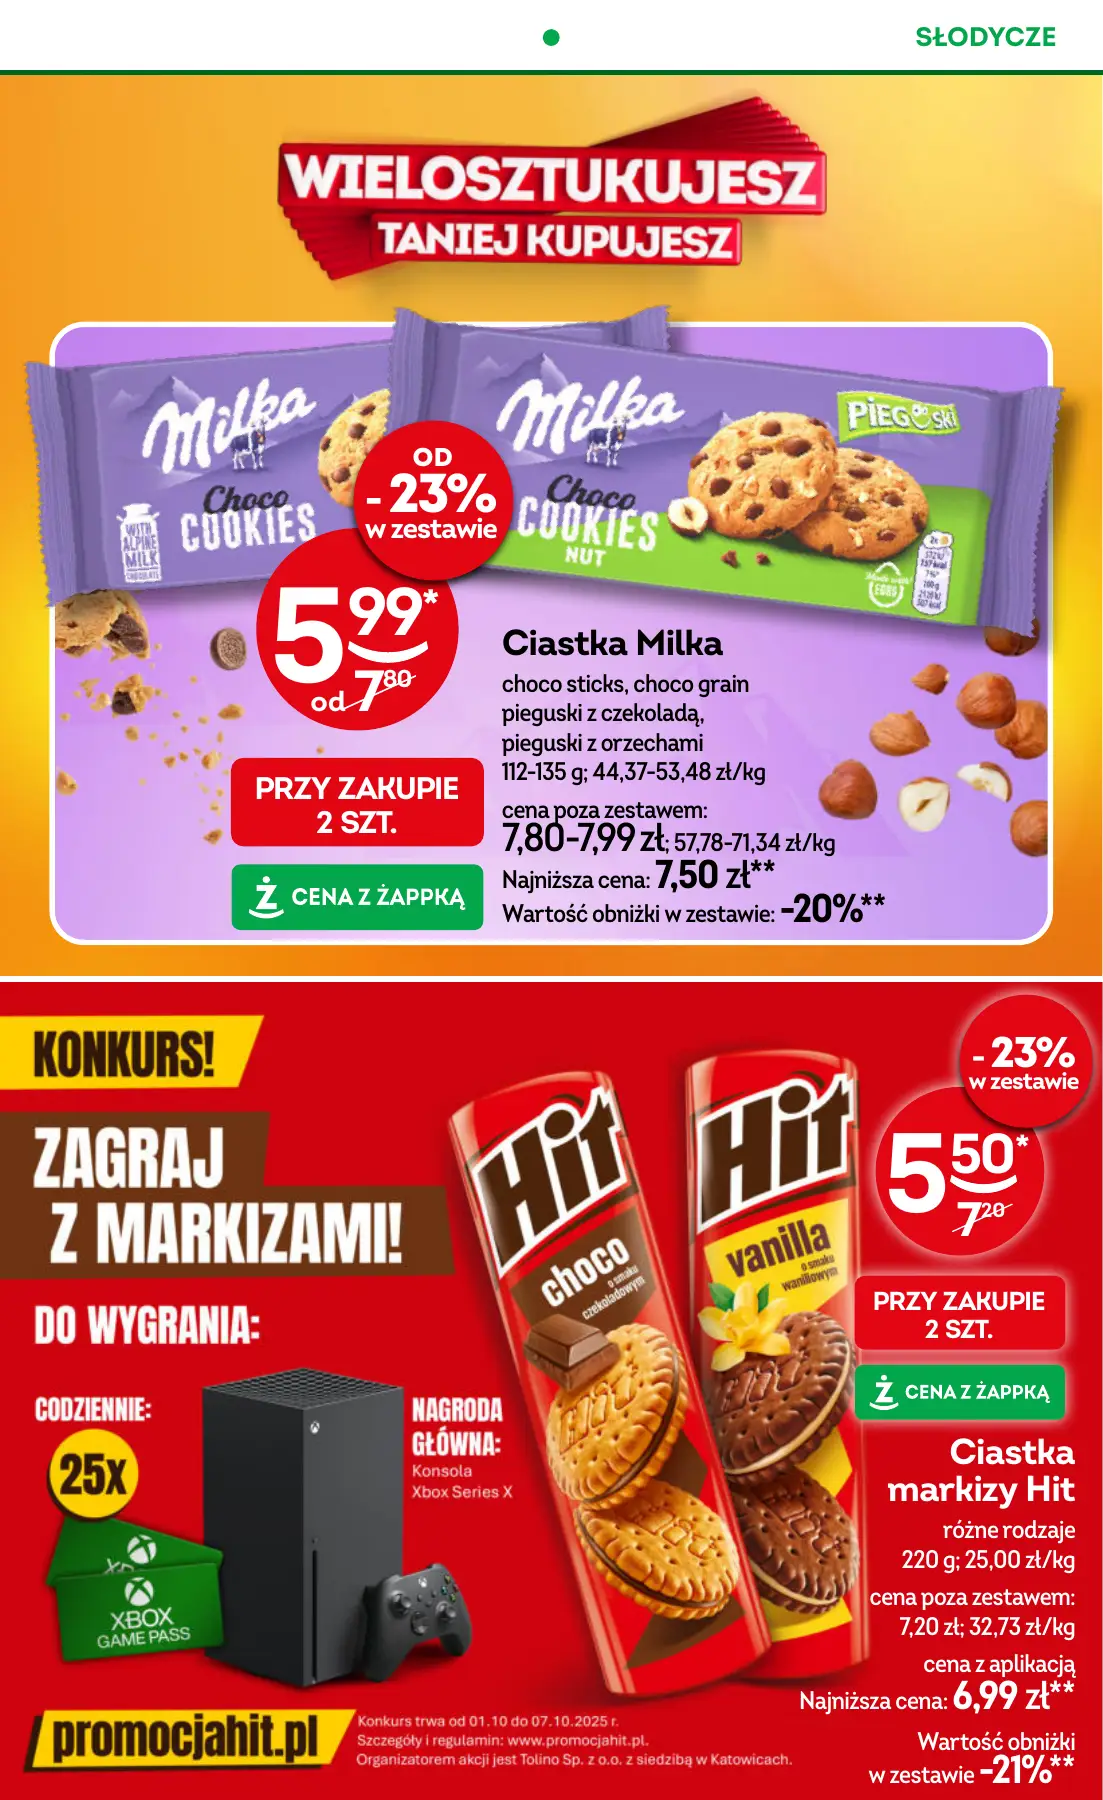 SŁODYCZE
WIELOSZTUKUJESZ
TANIEJ KUPUJESZ
Milka
Choco
COOKIES
WITH
ALPINE
MILK
CHOCOLATE
Milka
Choco
COOKIES
NUT
PIEGUSKI
OD
- 23%
w zestawie
5 99*
od 7 80
PRZY ZAKUPIE
2 SZT.
CENA Z ŻAPPKĄ
Ciastka Milka
choco sticks, choco grain
pieguski z czekoladą,
pieguski z orzechami
112-135 g; 44,37-53,48 zł/kg
cena poza zestawem:
7,80-7,99 zł; 57,78-71,34 zł/kg
Najniższa cena: 7,50 zł**
Wartość obniżki w zestawie: -20%**
KONKURS!
ZAGRAJ
Z MARKIZAMI!
DO WYGRANIA:
CODZIENNIE:
25x
XBOX
GAME PASS
NAGRODA
GŁÓWNA:
Konsola
Xbox Series X
Hit
choco
o smaku
czekoladowym
Hit
vanilla
o smaku
waniliowym
- 23%
w zestawie
5 50*
7 20
PRZY ZAKUPIE
2 SZT.
CENA Z ŻAPPKĄ
Ciastka
markizy Hit
różne rodzaje
220 g; 25,00 zł/kg
cena poza zestawem:
7,20 zł; 32,73 zł/kg
cena z aplikacją
Najniższa cena: 6,99 zł**
Wartość obniżki
w zestawie -21%**
promocjahit.pl
Konkurs trwa od 01.10 do 07.10.2025 r.
Szczegóły i regulamin: www.promocjahit.pl.
Organizatorem akcji jest Tolino Sp. z o.o. z siedzibą w Katowicach.